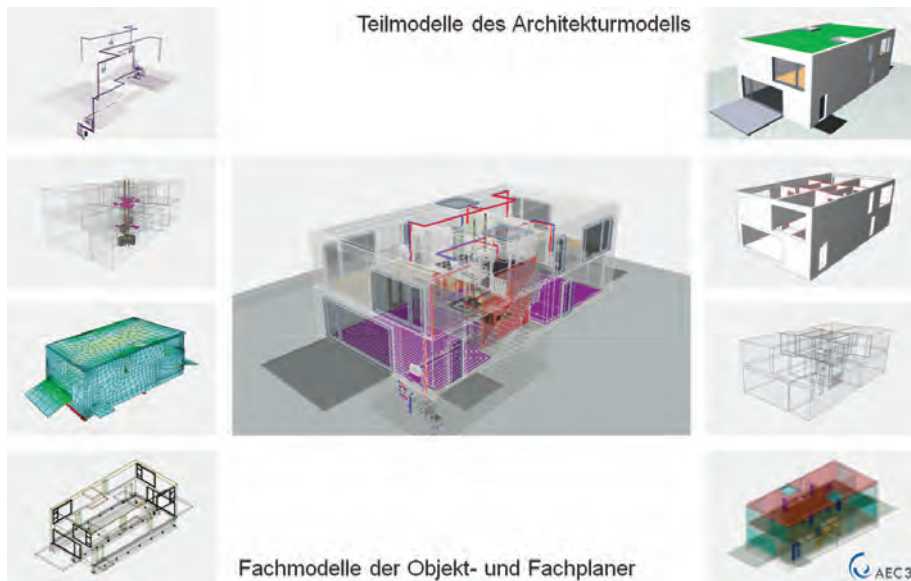 Teilmodelle des Architekturmodells
Fachmodelle der Objekt- und Fachplaner
AEC3